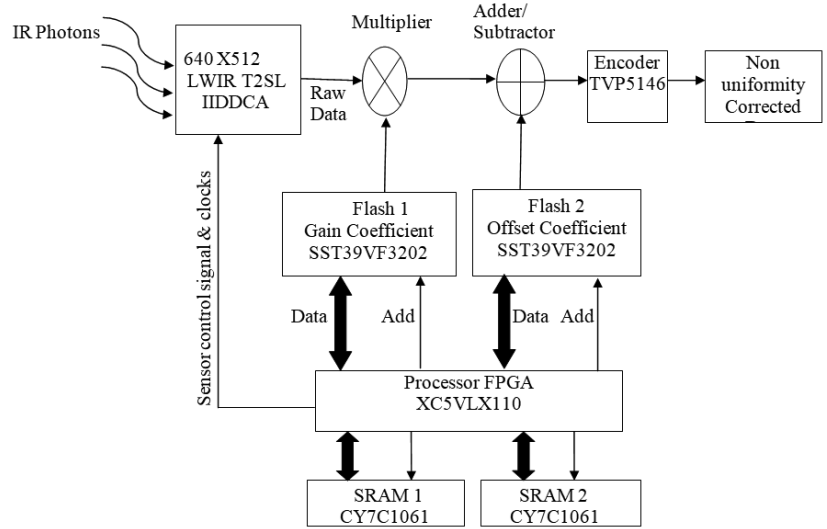 IR Photons
640 X512
LWIR T2SL
IIDDCA
Raw
Data
Multiplier
Adder/
Subtractor
Encoder
TVP5146
Non
uniformity
Corrected
Sensor control signal & clocks
Flash 1
Gain Coefficient
SST39VF3202
Flash 2
Offset Coefficient
SST39VF3202
Data
Add
Data
Add
Processor FPGA
XC5VLX110
SRAM 1
CY7C1061
SRAM 2
CY7C1061